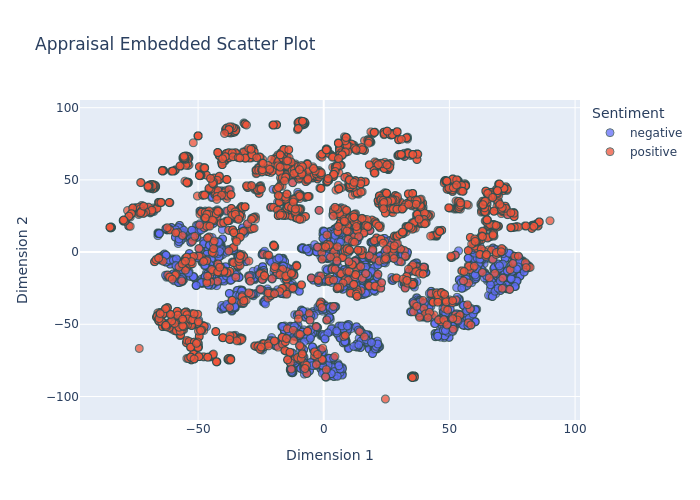 Appraisal Embedded Scatter Plot
Sentiment
negative
positive
100
50
0
−50
−100
Dimension 2
−50
0
50
100
Dimension 1